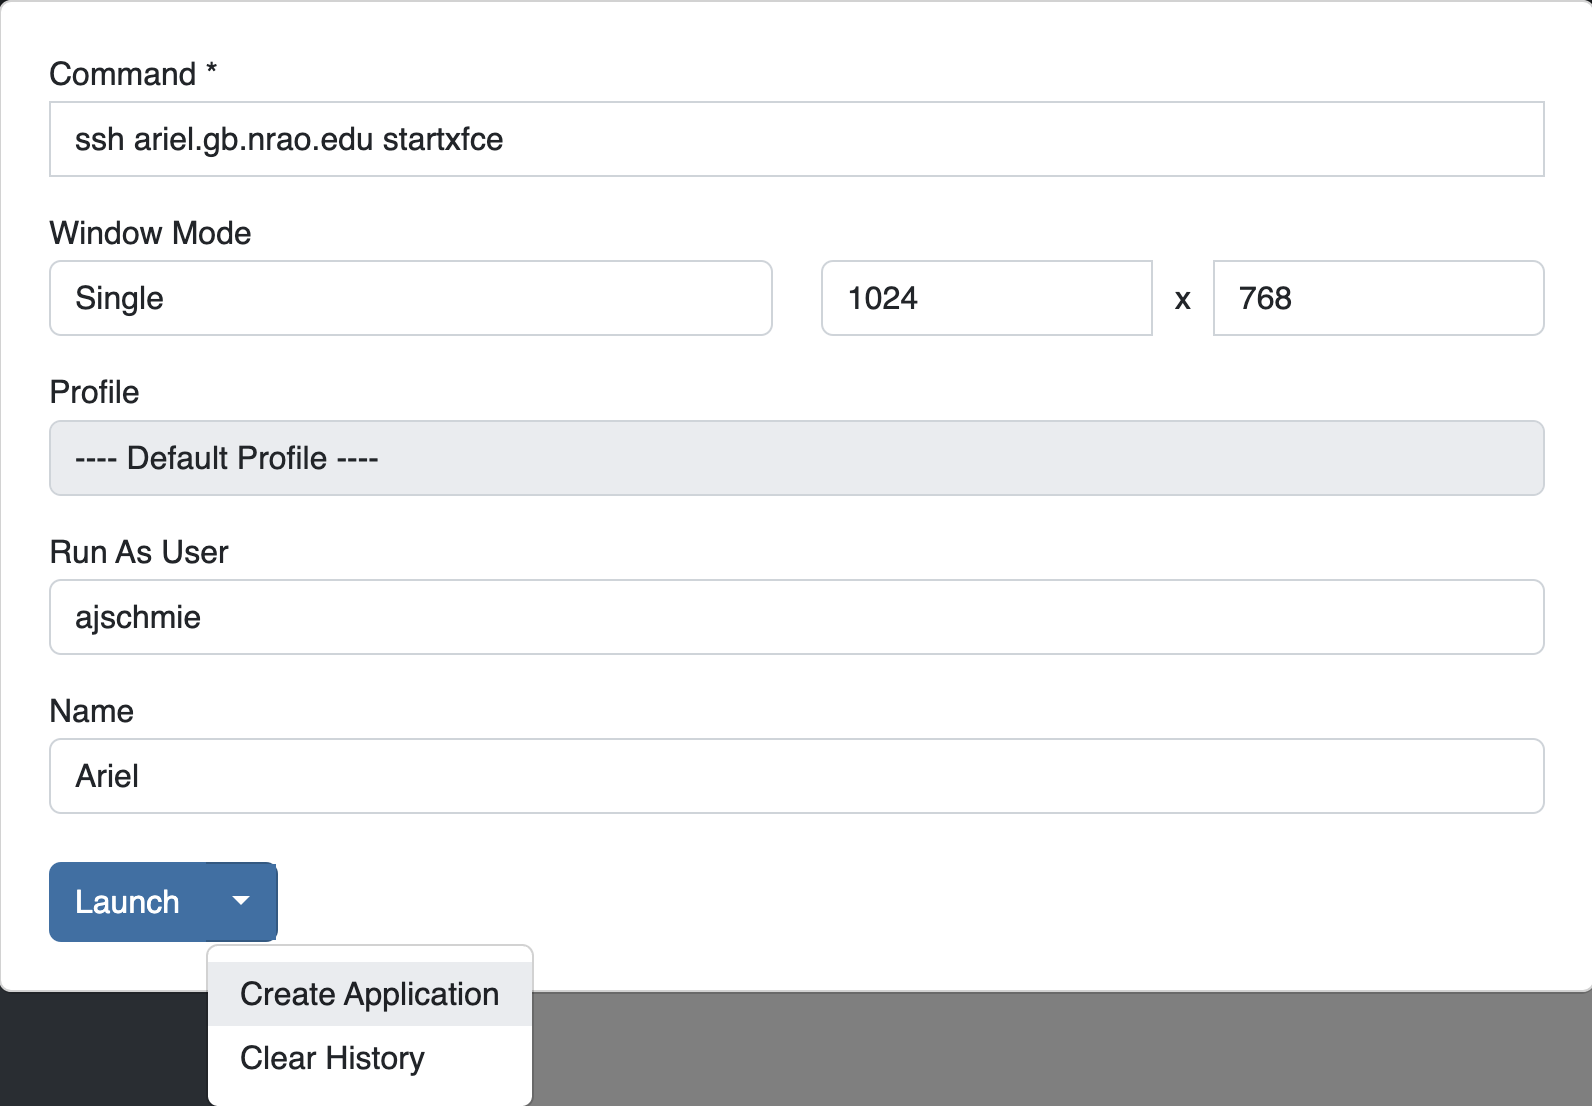 Command *
ssh ariel.gb.nrao.edu startxfce
Window Mode
Single 1024 x 768
Profile
---- Default Profile ----
Run As User
ajschmie
Name
Ariel
Launch
Create Application
Clear History